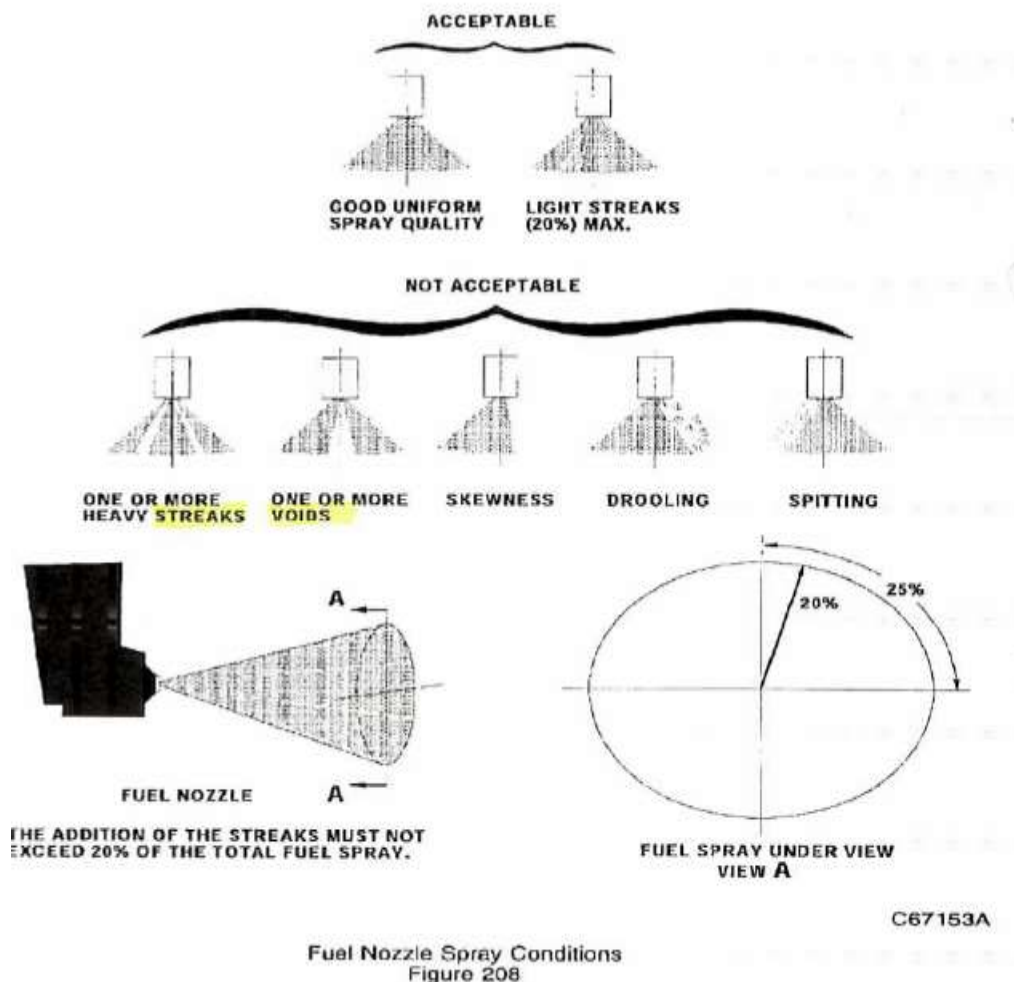 ACCEPTABLE
GOOD UNIFORM
SPRAY QUALITY
LIGHT STREAKS
(20%) MAX.
NOT ACCEPTABLE
ONE OR MORE
HEAVY STREAKS
ONE OR MORE
VOIDS
SKEWNESS
DROOLING
SPITTING
A
A
FUEL NOZZLE
THE ADDITION OF THE STREAKS MUST NOT
EXCEED 20% OF THE TOTAL FUEL SPRAY.
20%
25%
FUEL SPRAY UNDER VIEW
VIEW A
C67153A
Fuel Nozzle Spray Conditions
Figure 208